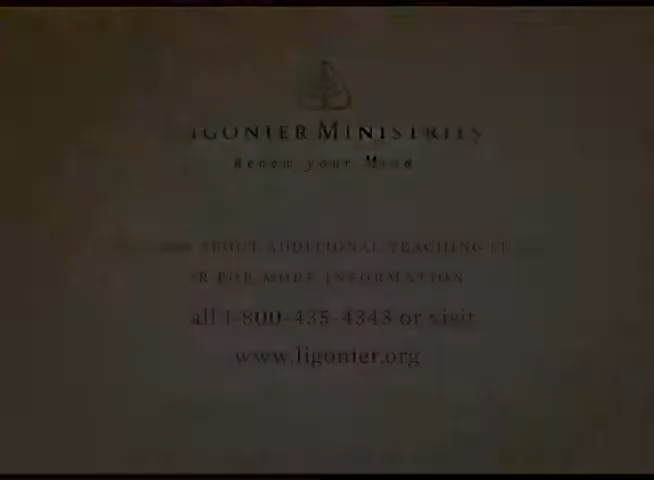 IGONIER MINISTRIES
Renew your Mind
ABOUT ADDITIONAL TEACHING
R FOR MORE INFORMATION
all 1-800-435-4343 or visit
www.ligonier.org